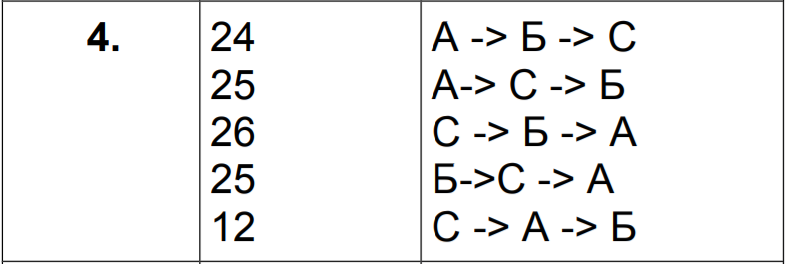 4. 24 А -> Б -> С
25 А-> С -> Б
26 С -> Б -> А
25 Б->С -> А
12 С -> А -> Б